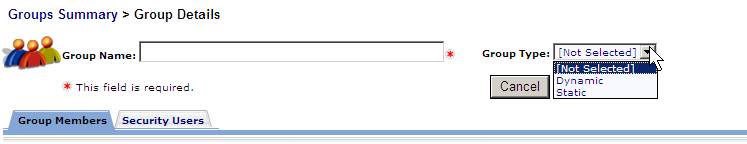 Groups Summary > Group Details
Group Name: * Group Type: [Not Selected]
[Not Selected]
Dynamic
Static
* This field is required.
Cancel
Group Members Security Users